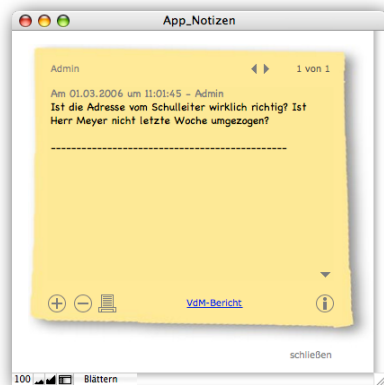 App_Notizen
Admin 1 von 1
Am 01.03.2006 um 11:01:45 - Admin
Ist die Adresse vom Schulleiter wirklich richtig? Ist
Herr Meyer nicht letzte Woche umgezogen?
-----------------------------------------------
VdM-Bericht
schließen
100 Blättern